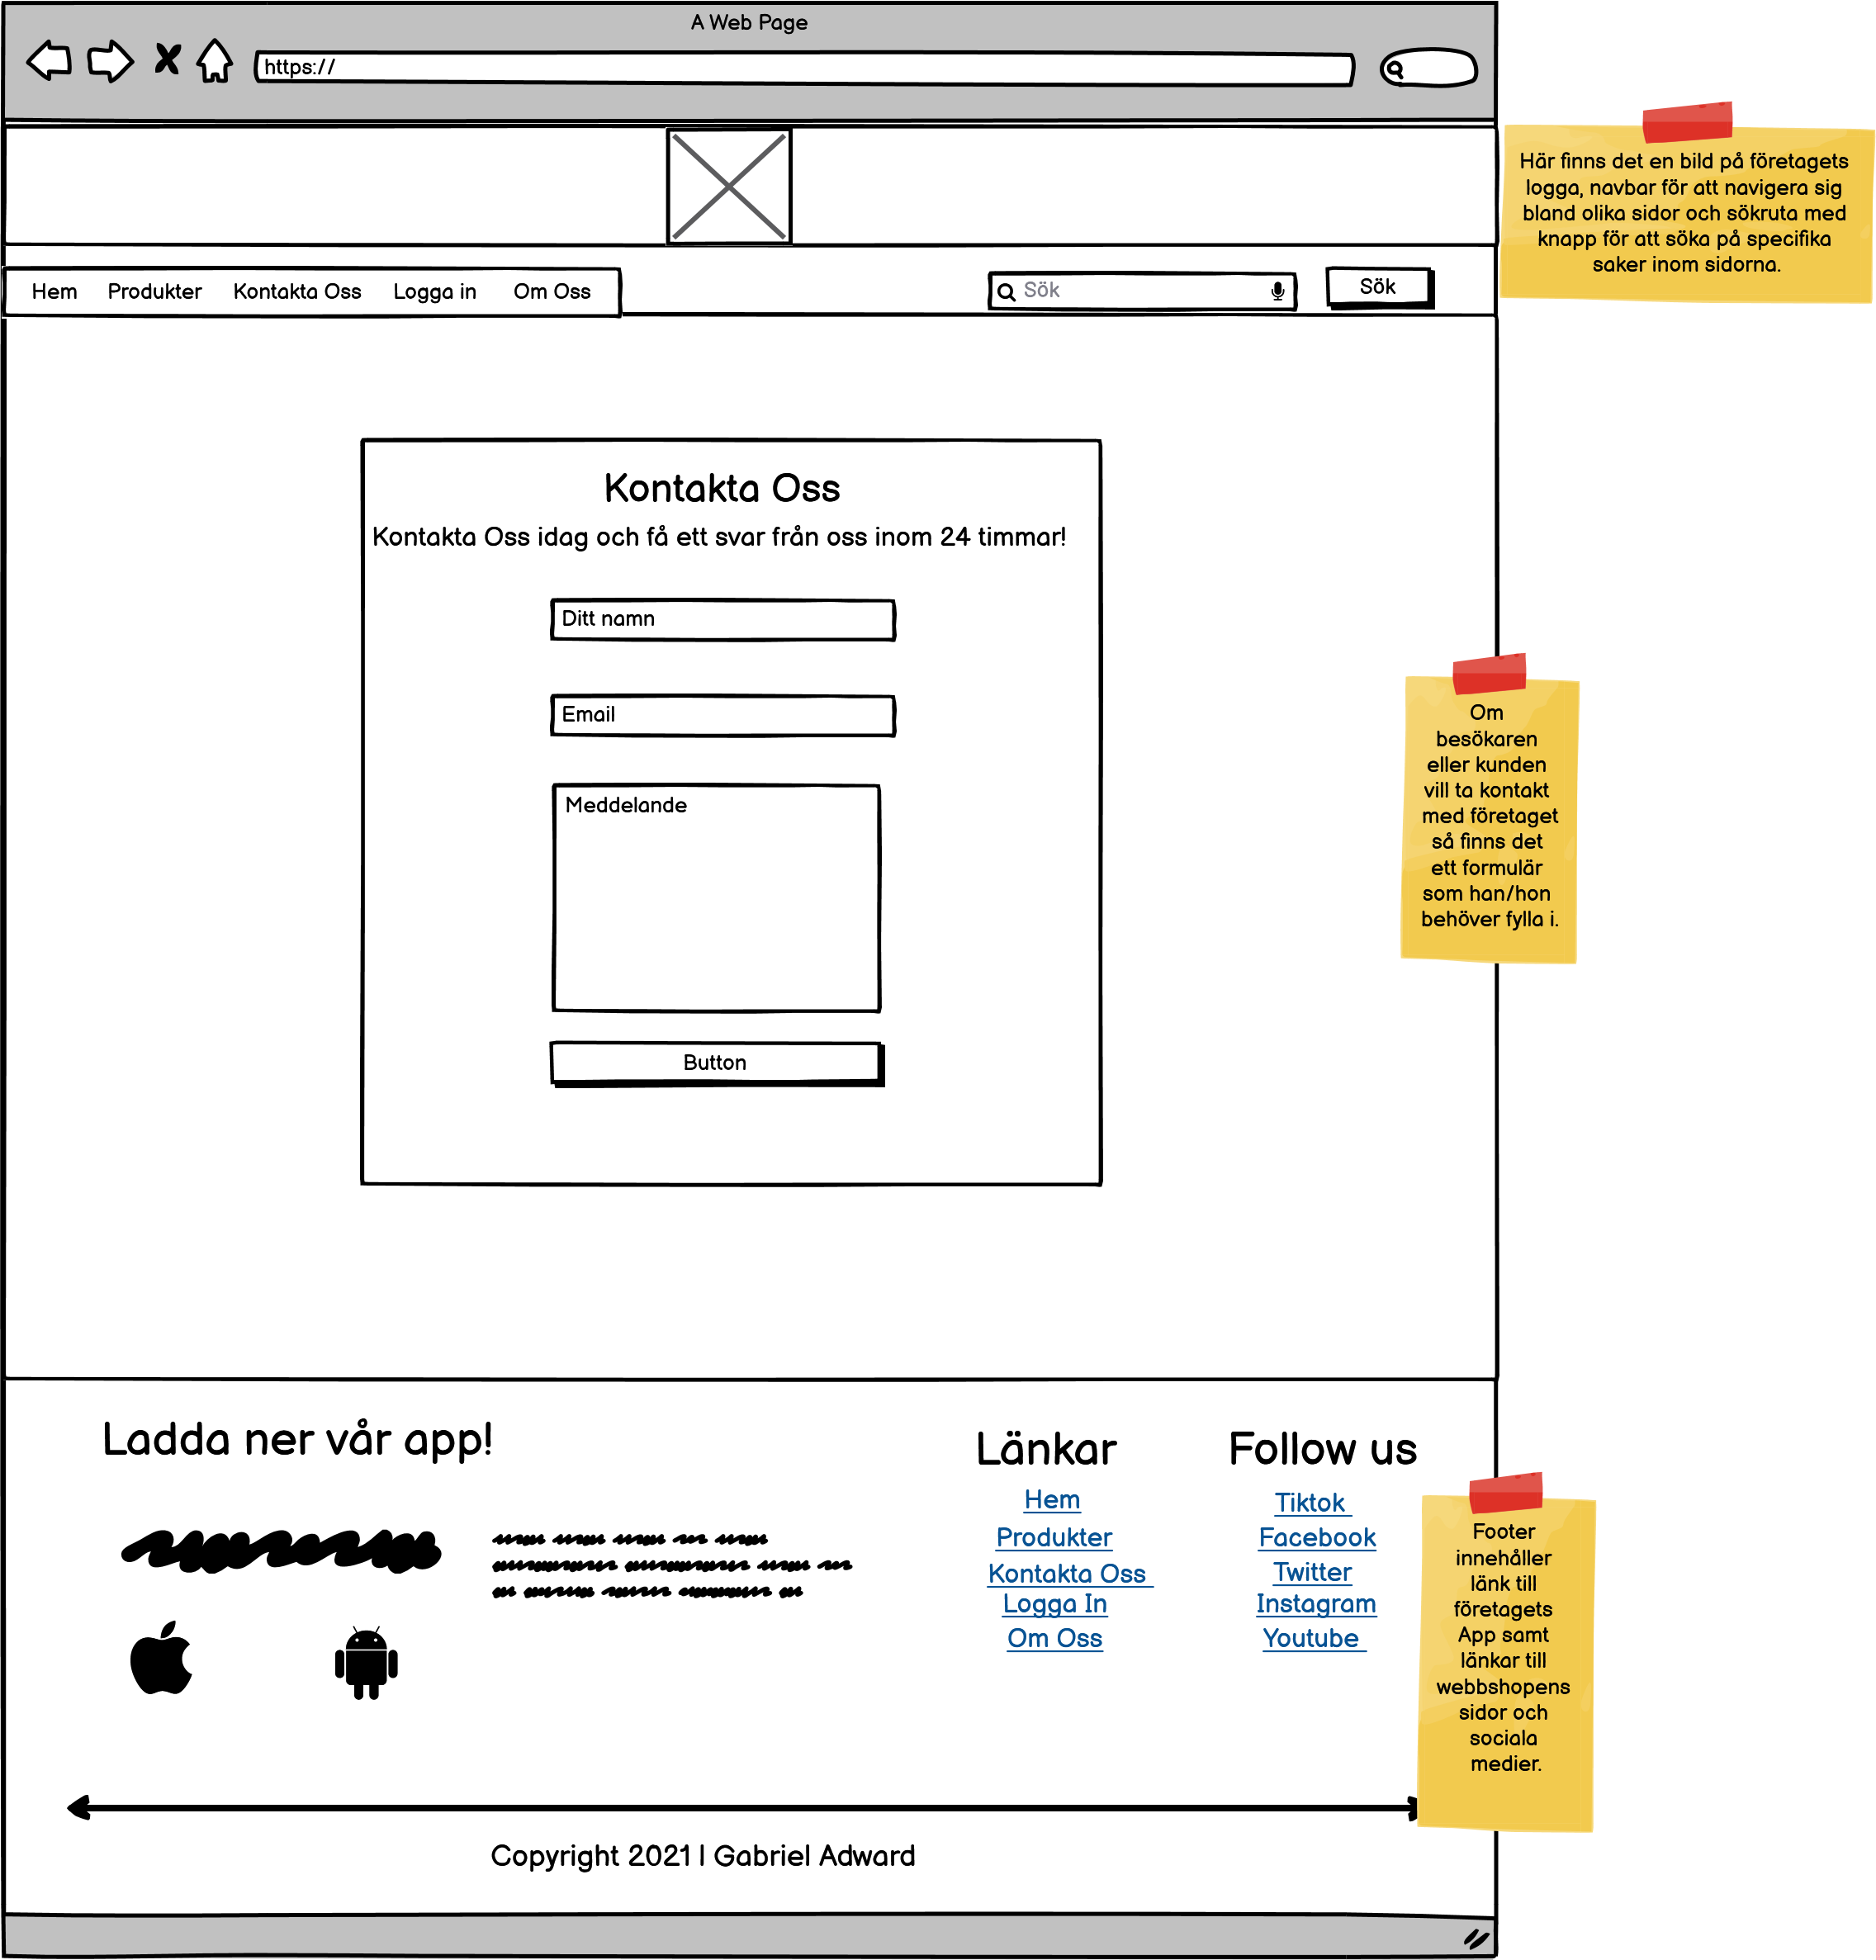 A Web Page
https://
Här finns det en bild på företagets
logga, navbar för att navigera sig
bland olika sidor och sökruta med
knapp för att söka på specifika
saker inom sidorna.
Hem Produkter Kontakta Oss Logga in Om Oss
Sök
Sök
Kontakta Oss
Kontakta Oss idag och få ett svar från oss inom 24 timmar!
Ditt namn
Email
Meddelande
Button
Om
besökaren
eller kunden
vill ta kontakt
med företaget
så finns det
ett formulär
som han/hon
behöver fylla i.
Ladda ner vår app!
Länkar
Hem
Produkter
Kontakta Oss
Logga In
Om Oss
Follow us
Tiktok
Facebook
Twitter
Instagram
Youtube
Footer
innehåller
länk till
företagets
App samt
länkar till
webbshopens
sidor och
sociala
medier.
Copyright 2021 | Gabriel Adward